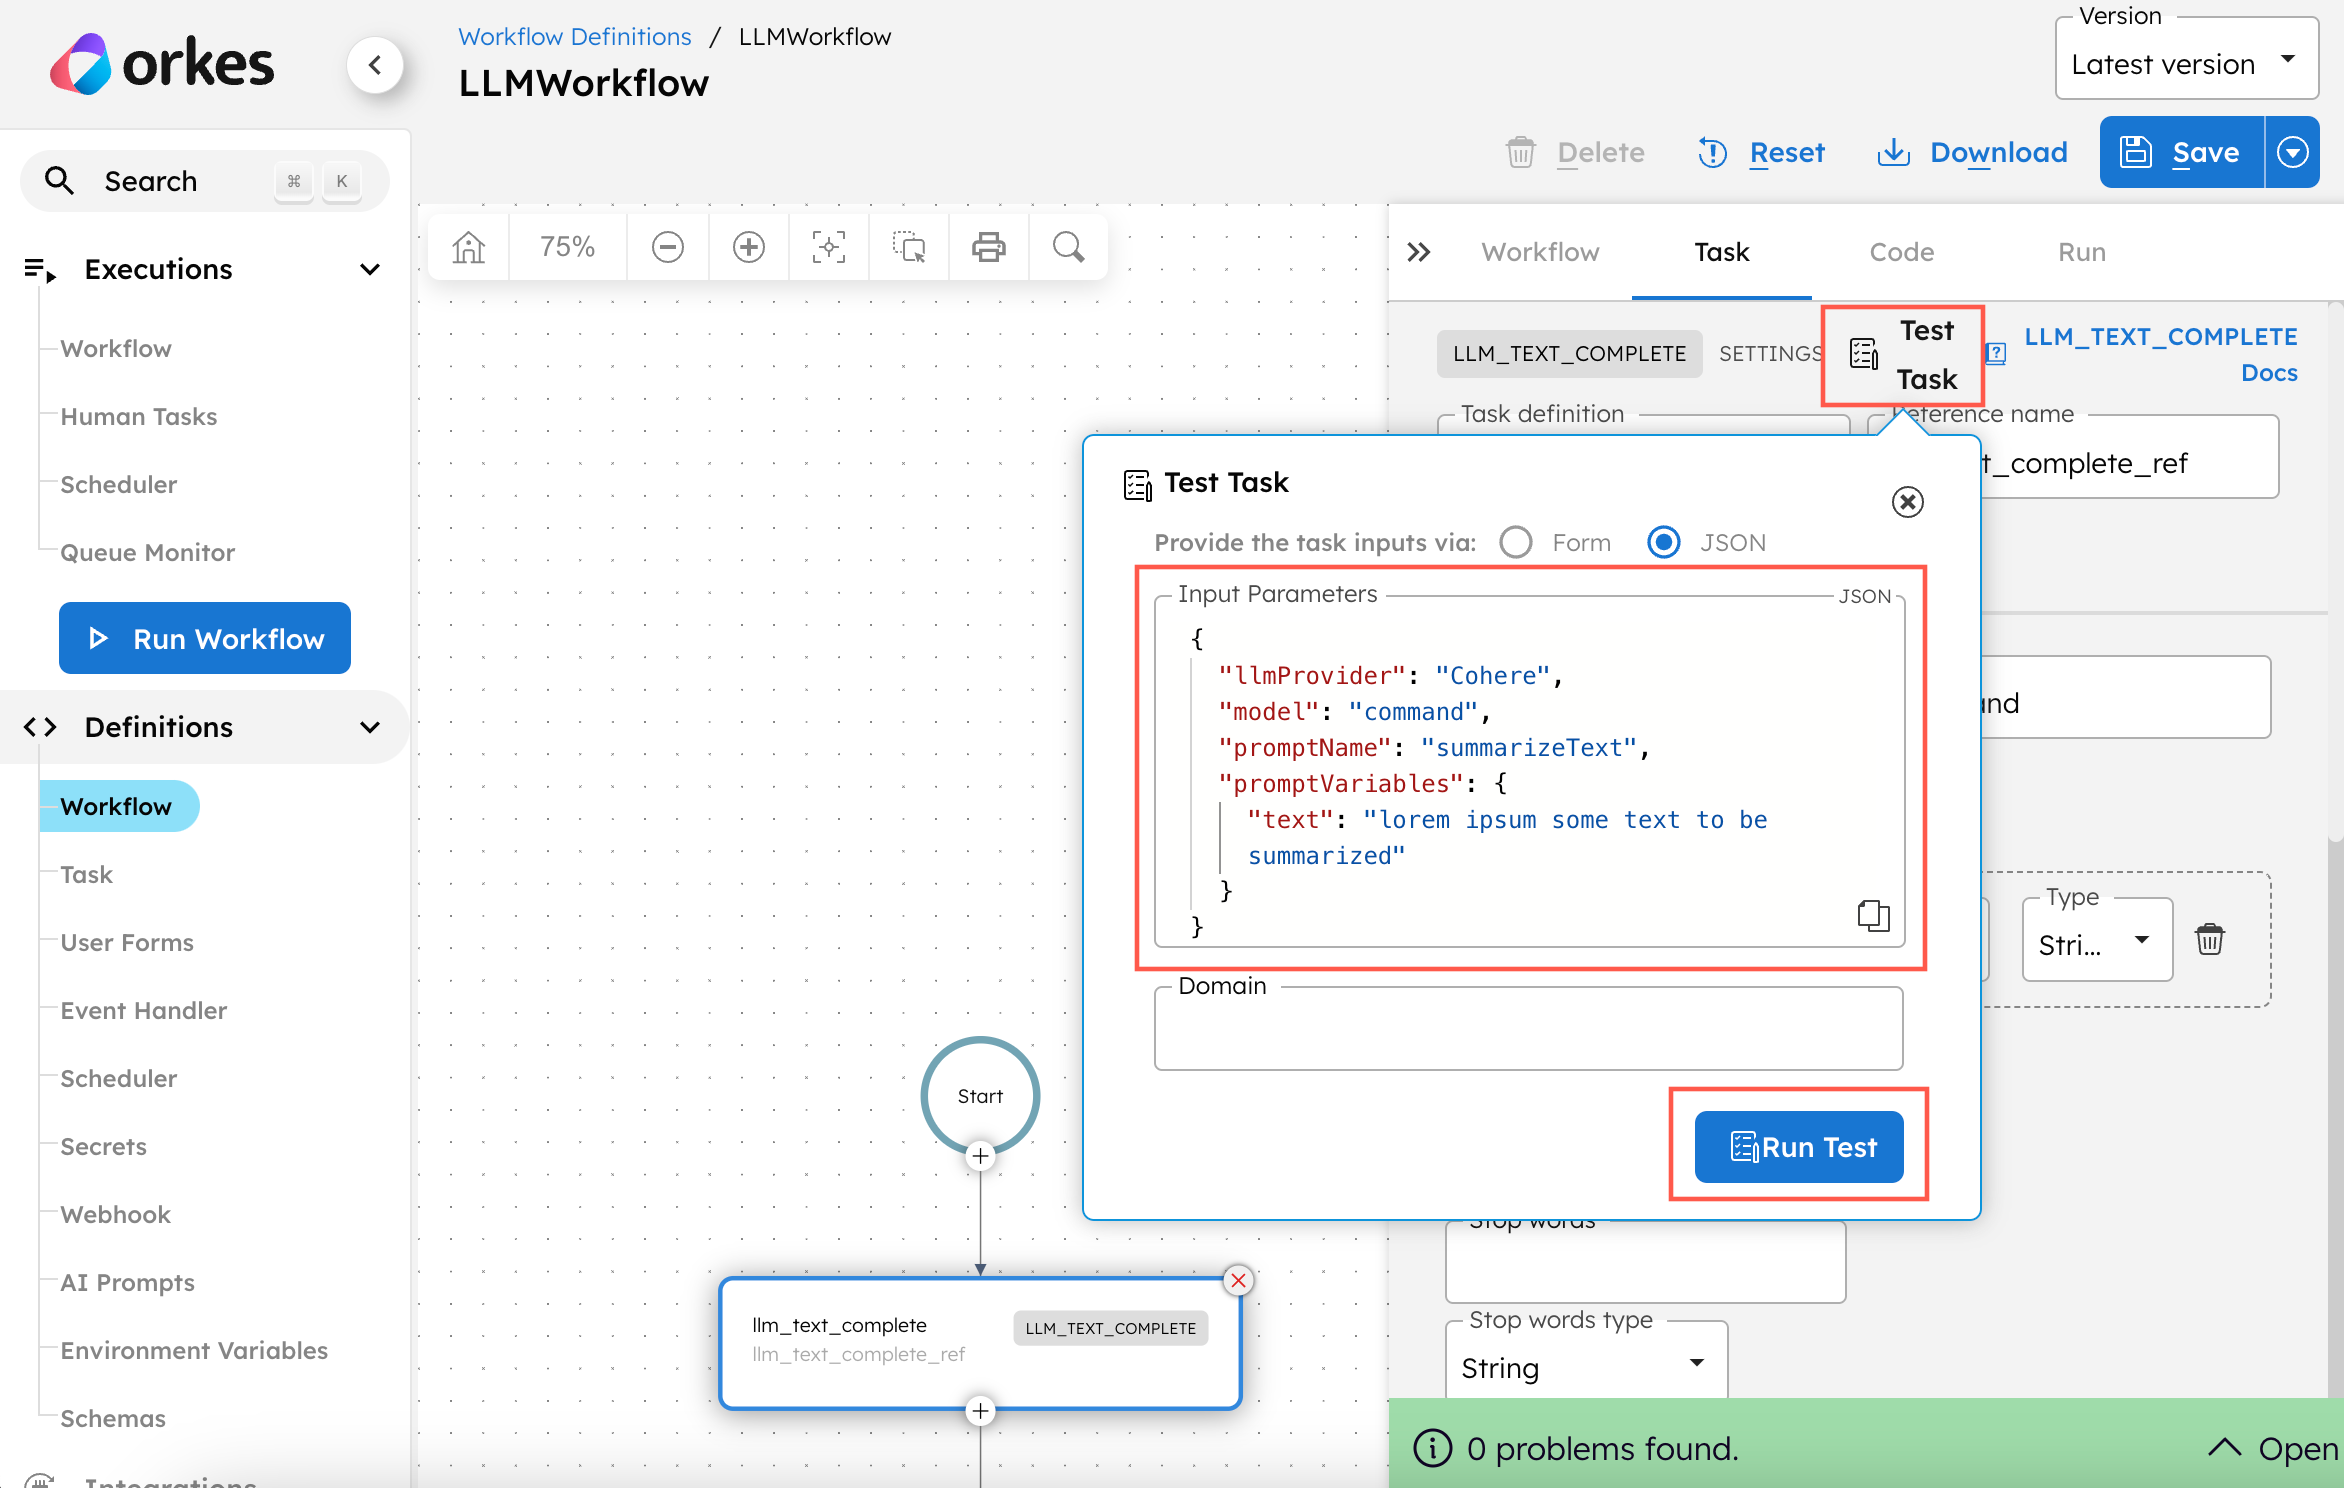 orkes
Workflow Definitions / LLMWorkflow
LLMWorkflow
Version
Latest version
Delete
Reset
Download
Save
Search
⌘ K
Executions
Workflow
Human Tasks
Scheduler
Queue Monitor
Run Workflow
Definitions
Workflow
Task
User Forms
Event Handler
Scheduler
Secrets
Webhook
AI Prompts
Environment Variables
Schemas
Integrations
75%
Workflow
Task
Code
Run
LLM_TEXT_COMPLETE
SETTINGS
Test
Task
LLM_TEXT_COMPLETE
Docs
Task definition
Reference name
t_complete_ref
Test Task
Provide the task inputs via:
Form
JSON
Input Parameters
JSON
{
"llmProvider": "Cohere",
"model": "command",
"promptName": "summarizeText",
"promptVariables": {
"text": "lorem ipsum some text to be
summarized"
}
}
Domain
Run Test
Type
Stri...
Stop words
Stop words type
String
Start
llm_text_complete
llm_text_complete_ref
LLM_TEXT_COMPLETE
0 problems found.
Open